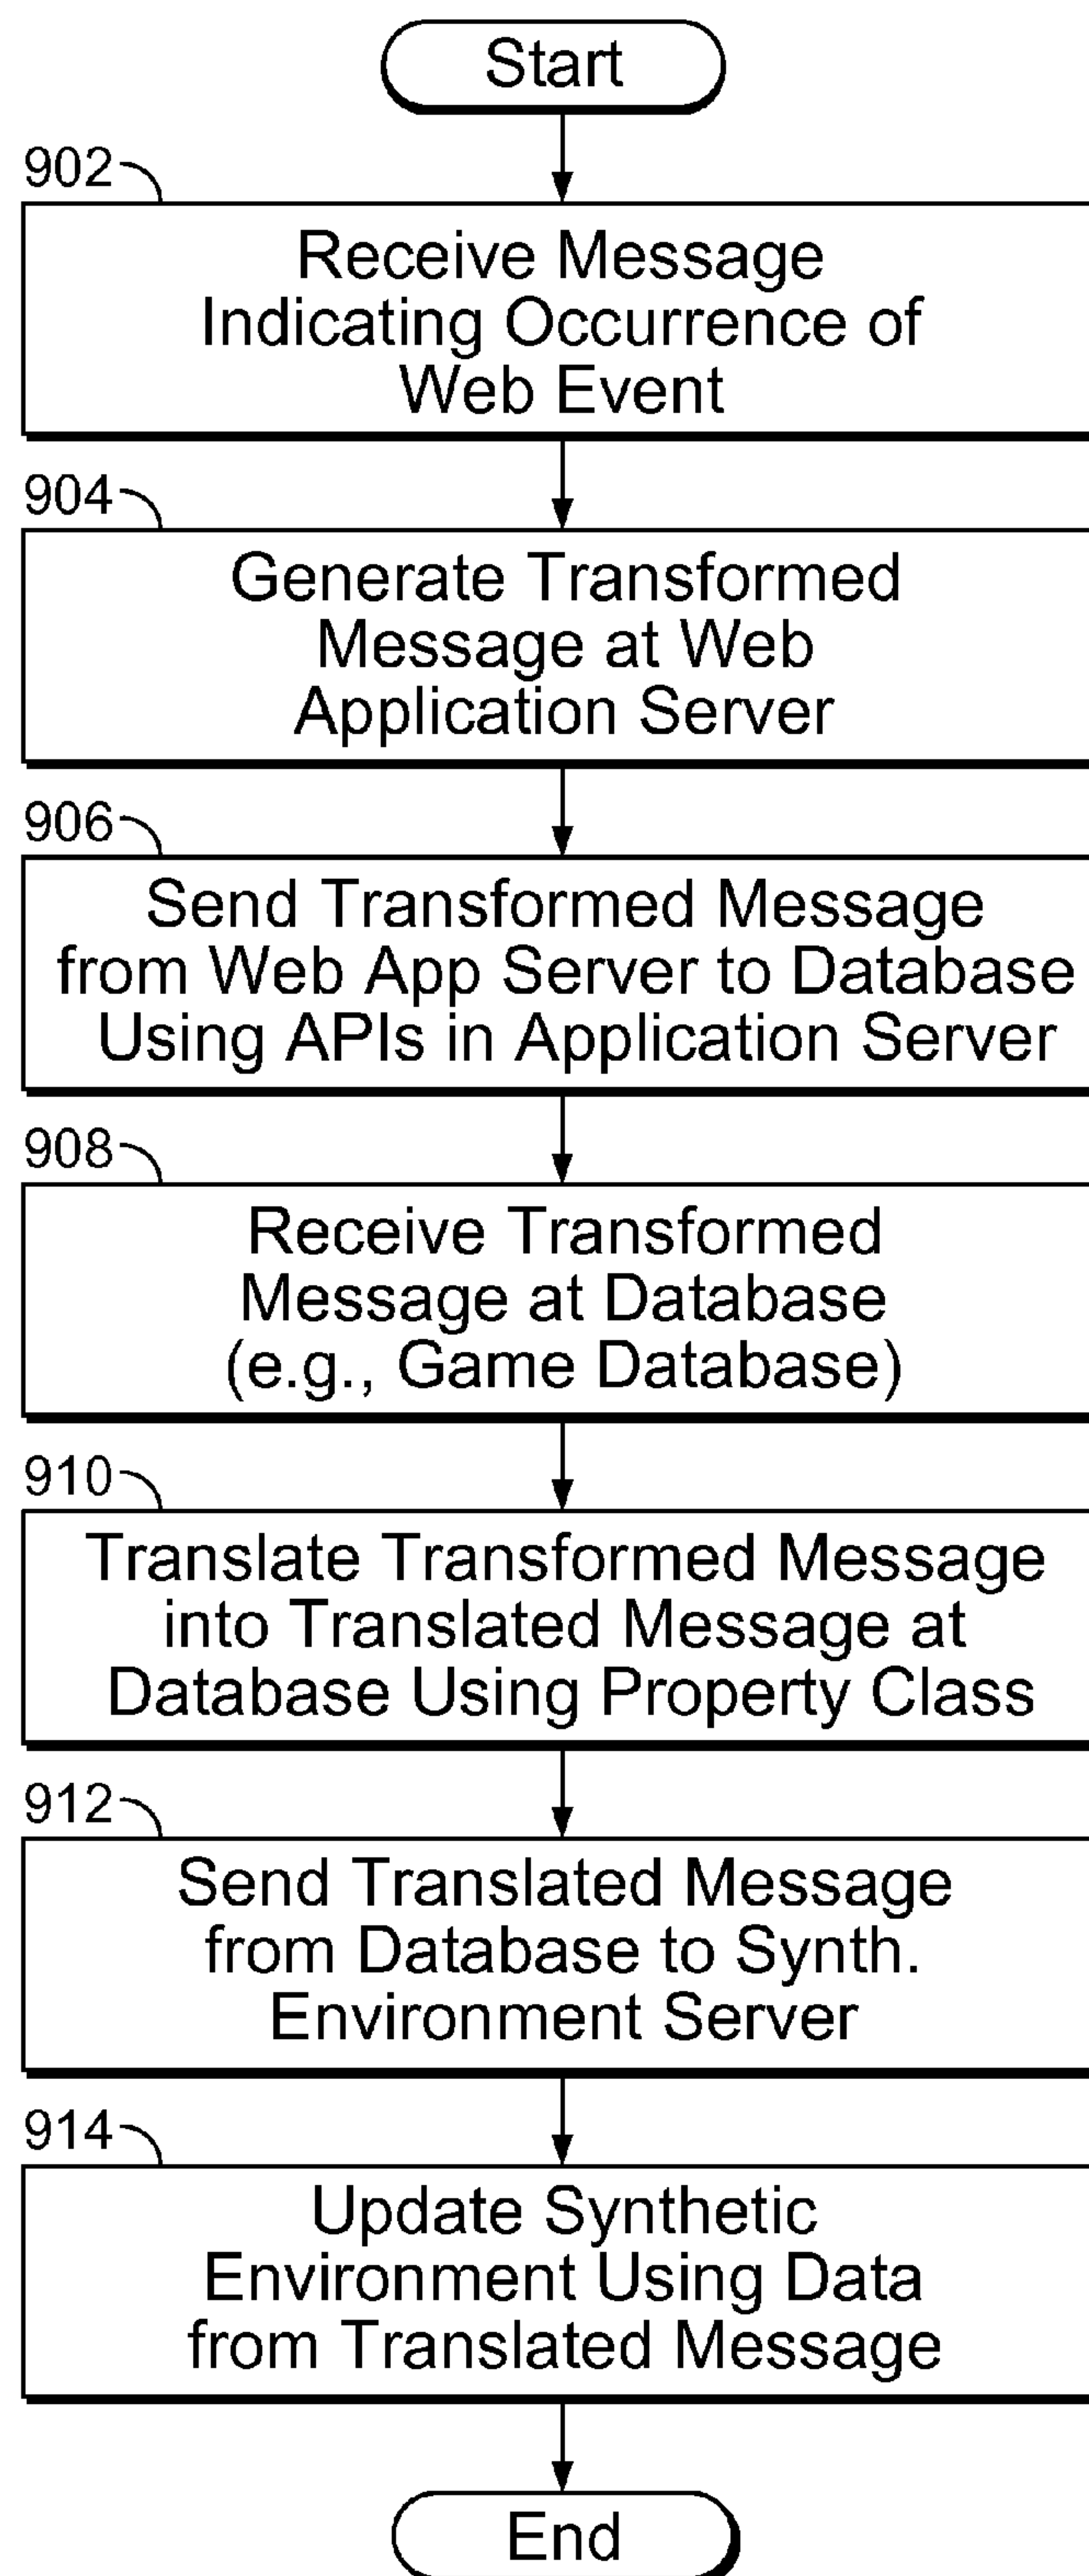 Start
902
Receive Message
Indicating Occurrence of
Web Event
904
Generate Transformed
Message at Web
Application Server
906
Send Transformed Message
from Web App Server to Database
Using APIs in Application Server
908
Receive Transformed
Message at Database
(e.g., Game Database)
910
Translate Transformed Message
into Translated Message at
Database Using Property Class
912
Send Translated Message
from Database to Synth.
Environment Server
914
Update Synthetic
Environment Using Data
from Translated Message
End